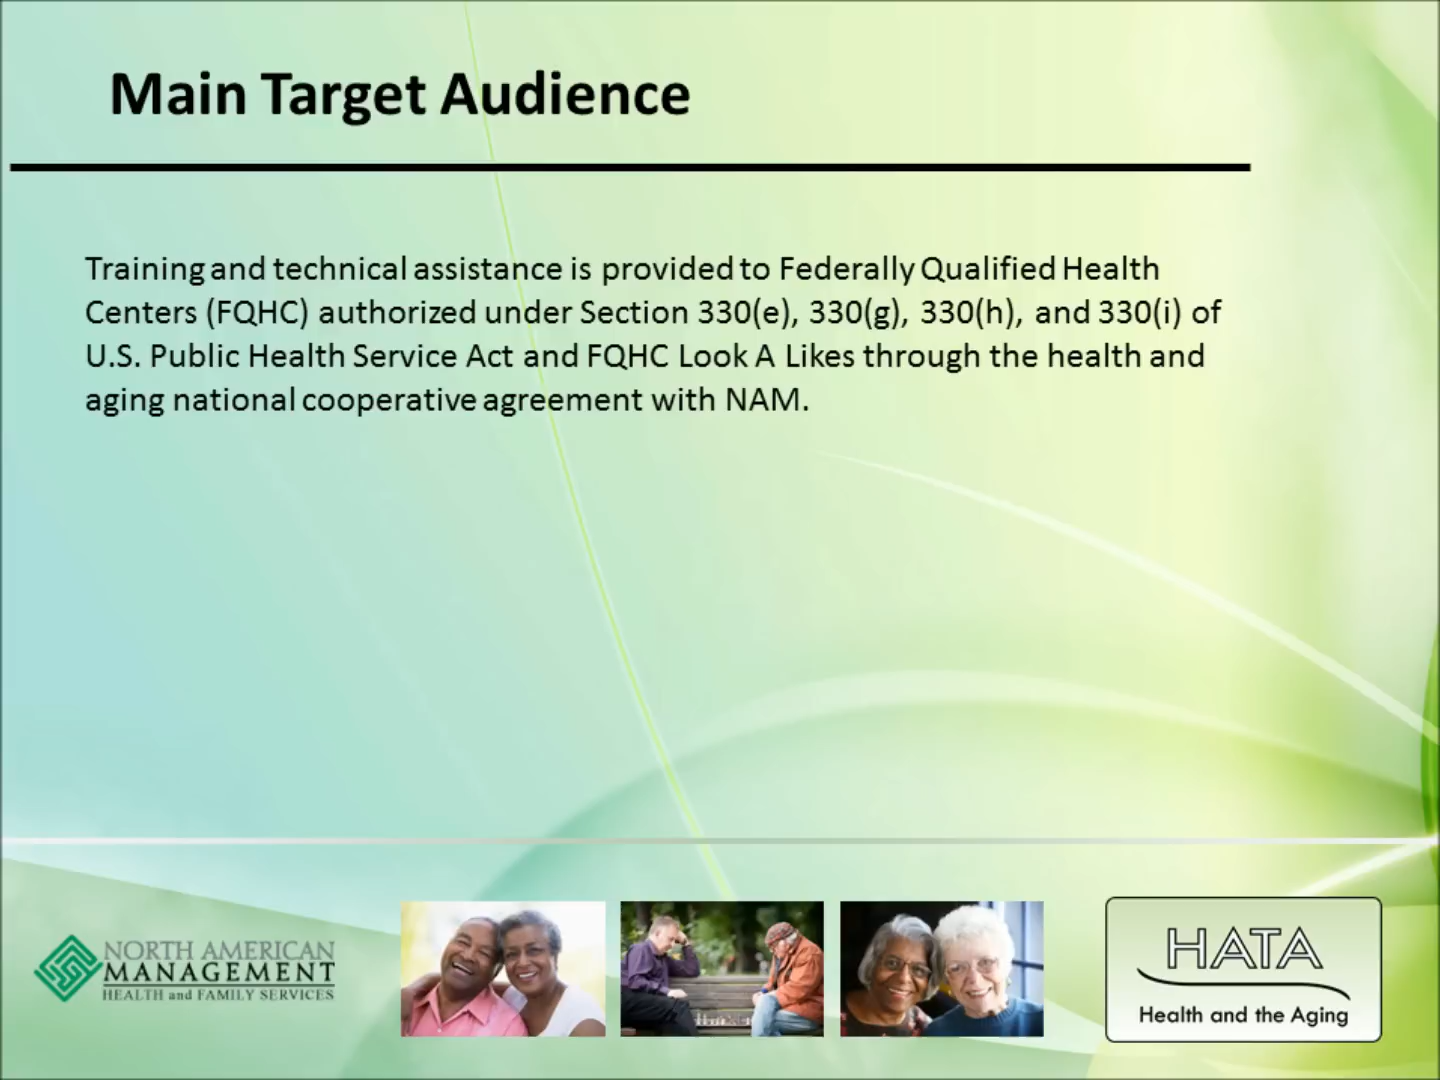 Main Target Audience
Training and technical assistance is provided to Federally Qualified Health
Centers (FQHC) authorized under Section 330(e), 330(g), 330(h), and 330(i) of
U.S. Public Health Service Act and FQHC Look A Likes through the health and
aging national cooperative agreement with NAM.
NORTH AMERICAN
MANAGEMENT
HEALTH and FAMILY SERVICES
HATA
Health and the Aging